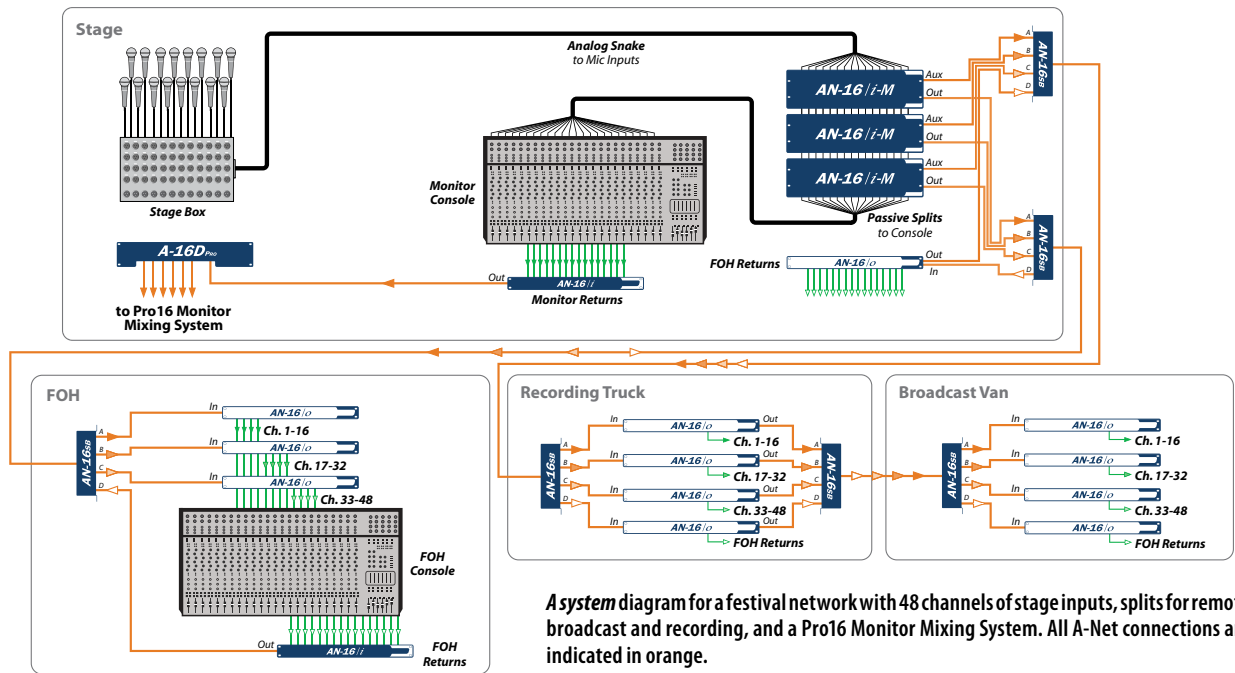 Stage
Analog Snake
to Mic Inputs
Stage Box
Monitor
Console
AN-16/i-M
Aux
Out
AN-16/i-M
Aux
Out
AN-16/i-M
Aux
Out
Passive Splits
to Console
A
B
C
D
AN-16SB
A
B
C
D
AN-16SB
A-16D Pro
to Pro16 Monitor
Mixing System
Out
AN-16/i
Monitor Returns
FOH Returns
AN-16/o
Out
In
FOH
AN-16SB
A
B
C
D
In
AN-16/o
Ch. 1-16
In
AN-16/o
Ch. 17-32
In
AN-16/o
Ch. 33-48
FOH
Console
Out
AN-16/i
FOH
Returns
Recording Truck
AN-16SB
A
B
C
D
In
AN-16/o
Out
Ch. 1-16
In
AN-16/o
Out
Ch. 17-32
In
AN-16/o
Out
Ch. 33-48
In
AN-16/o
Out
FOH Returns
A
B
C
D
AN-16SB
Broadcast Van
AN-16SB
A
B
C
D
In
AN-16/o
Ch. 1-16
In
AN-16/o
Ch. 17-32
In
AN-16/o
Ch. 33-48
In
AN-16/o
FOH Returns
A system diagram for a festival network with 48 channels of stage inputs, splits for remot
broadcast and recording, and a Pro16 Monitor Mixing System. All A-Net connections ar
indicated in orange.